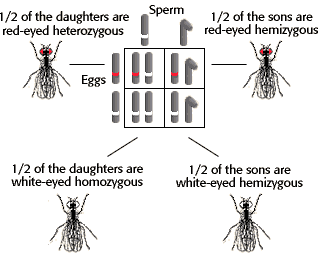 1/2 of the daughters are
red-eyed heterozygous
Sperm
1/2 of the sons are
red-eyed hemizygous
Eggs
1/2 of the daughters are
white-eyed homozygous
1/2 of the sons are
white-eyed hemizygous